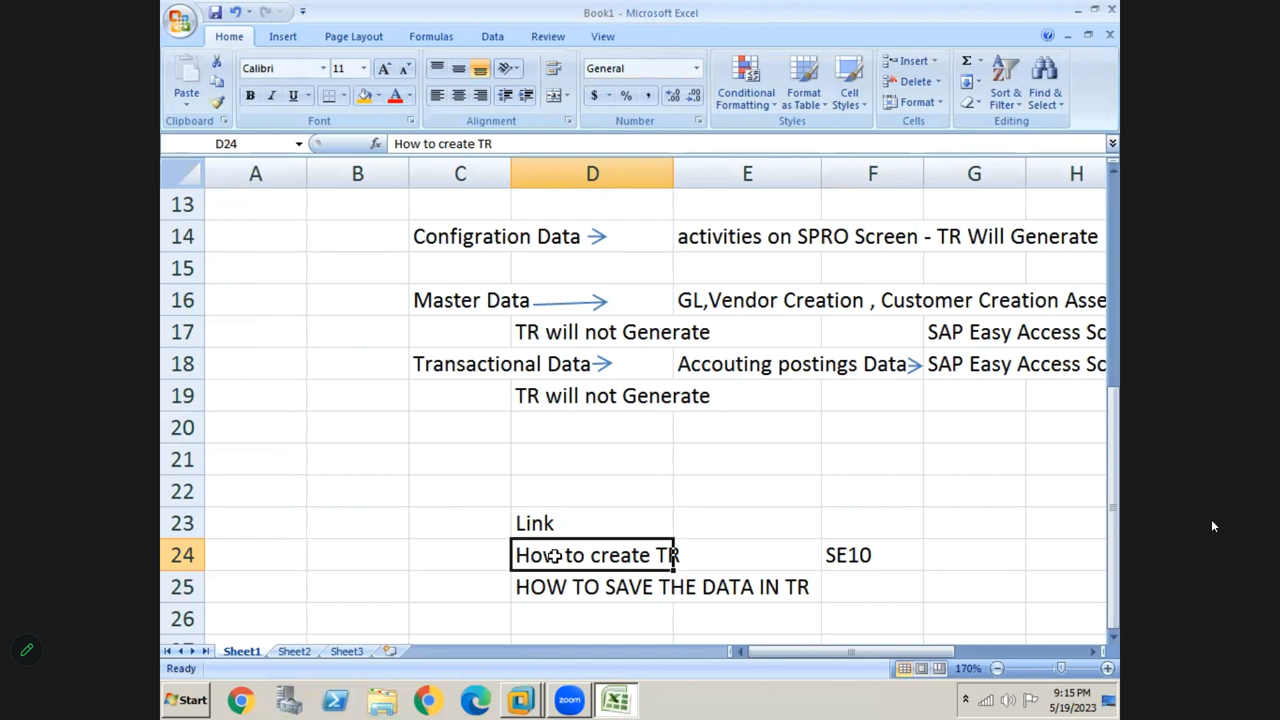 Book1 - Microsoft Excel
Home Insert Page Layout Formulas Data Review View
Paste
Calibri 11
B I U
General
$ % ,
Conditional Formatting
Format as Table
Cell Styles
Insert
Delete
Format
Σ
Sort & Filter
Find & Select
Clipboard Font Alignment Number Styles Cells Editing
D24 fx How to create TR
A B C D E F G H
13
14 Configration Data activities on SPRO Screen - TR Will Generate
15
16 Master Data GL,Vendor Creation , Customer Creation Asse
17 TR will not Generate SAP Easy Access Sc
18 Transactional Data Accouting postings Data SAP Easy Access Sc
19 TR will not Generate
20
21
22
23 Link
24 How to create TR SE10
25 HOW TO SAVE THE DATA IN TR
26
Sheet1 Sheet2 Sheet3
Ready 170%
Start zoom 9:15 PM
5/19/2023